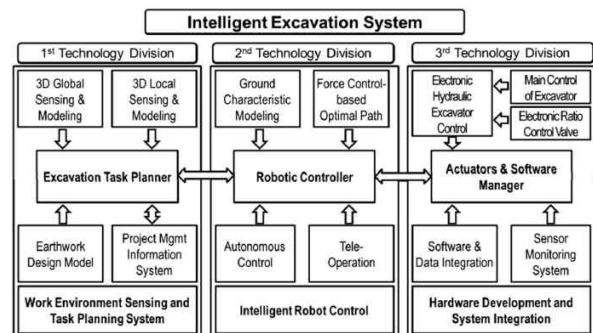 Intelligent Excavation System
1st Technology Division
2nd Technology Division
3rd Technology Division
3D Global
Sensing &
Modeling
3D Local
Sensing &
Modeling
Ground
Characteristic
Modeling
Force Control-
based
Optimal Path
Electronic
Hydraulic
Excavator
Control
Main Control
of Excavator
Electronic Ratio
Control Valve
Excavation Task Planner
Robotic Controller
Actuators & Software
Manager
Earthwork
Design Model
Project Mgmt
Information
System
Autonomous
Control
Tele-
Operation
Software &
Data Integration
Sensor
Monitoring
System
Work Environment Sensing and
Task Planning System
Intelligent Robot Control
Hardware Development and
System Integration